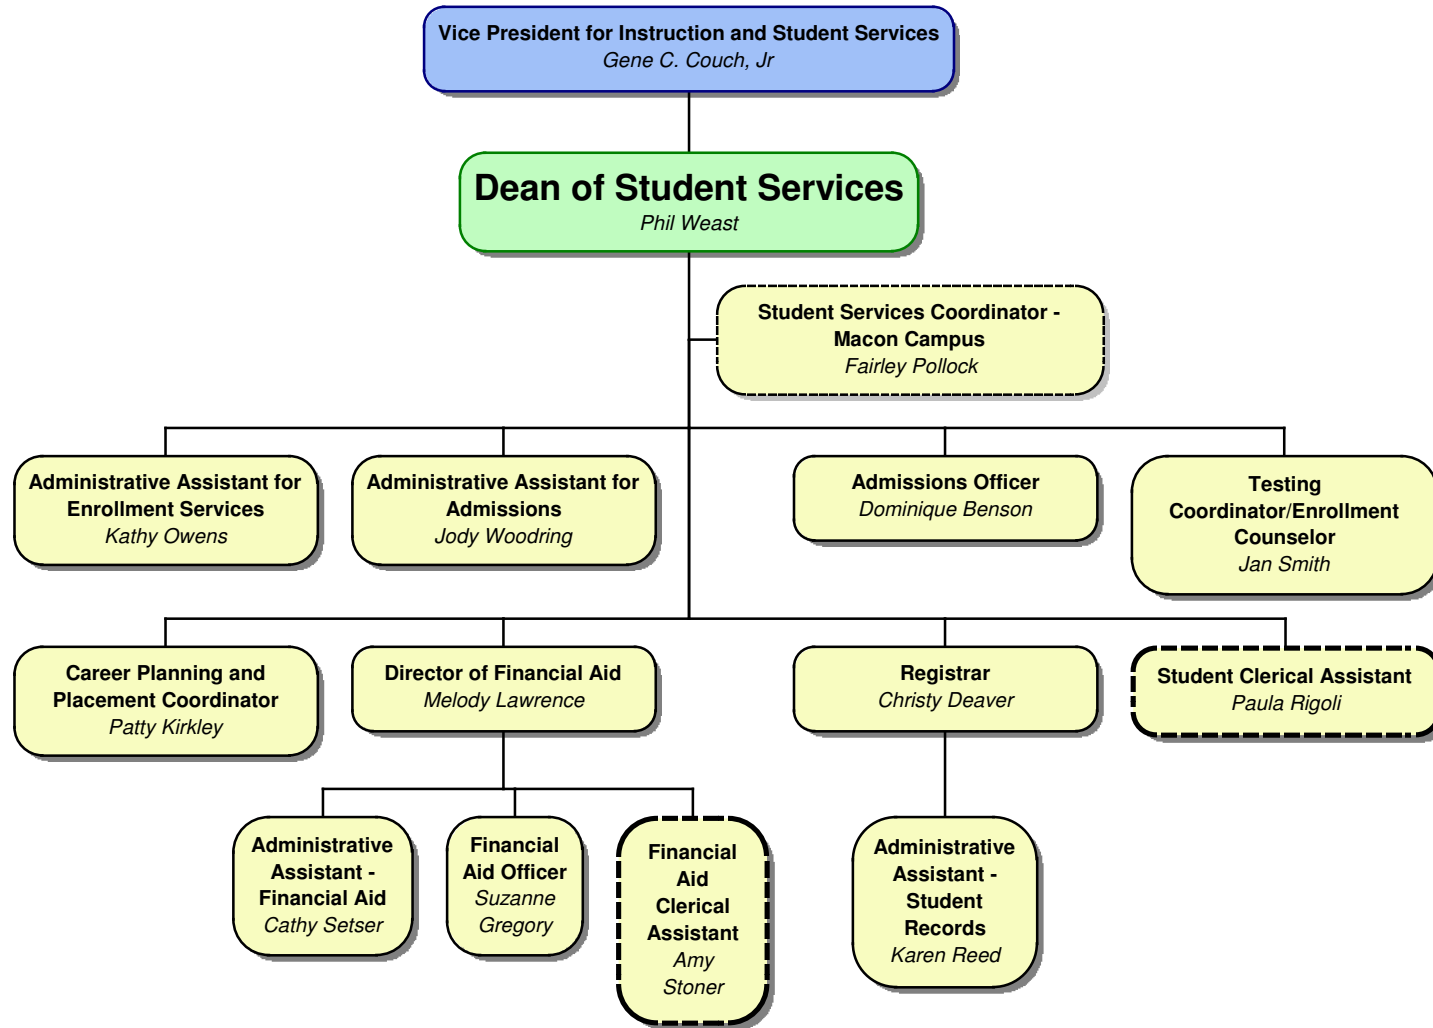 Vice President for Instruction and Student Services
Gene C. Couch, Jr
Dean of Student Services
Phil Weast
Student Services Coordinator -
Macon Campus
Fairley Pollock
Administrative Assistant for
Enrollment Services
Kathy Owens
Administrative Assistant for
Admissions
Jody Woodring
Admissions Officer
Dominique Benson
Testing
Coordinator/Enrollment
Counselor
Jan Smith
Career Planning and
Placement Coordinator
Patty Kirkley
Director of Financial Aid
Melody Lawrence
Registrar
Christy Deaver
Student Clerical Assistant
Paula Rigoli
Administrative
Assistant -
Financial Aid
Cathy Setser
Financial
Aid Officer
Suzanne
Gregory
Financial
Aid
Clerical
Assistant
Amy
Stoner
Administrative
Assistant -
Student
Records
Karen Reed